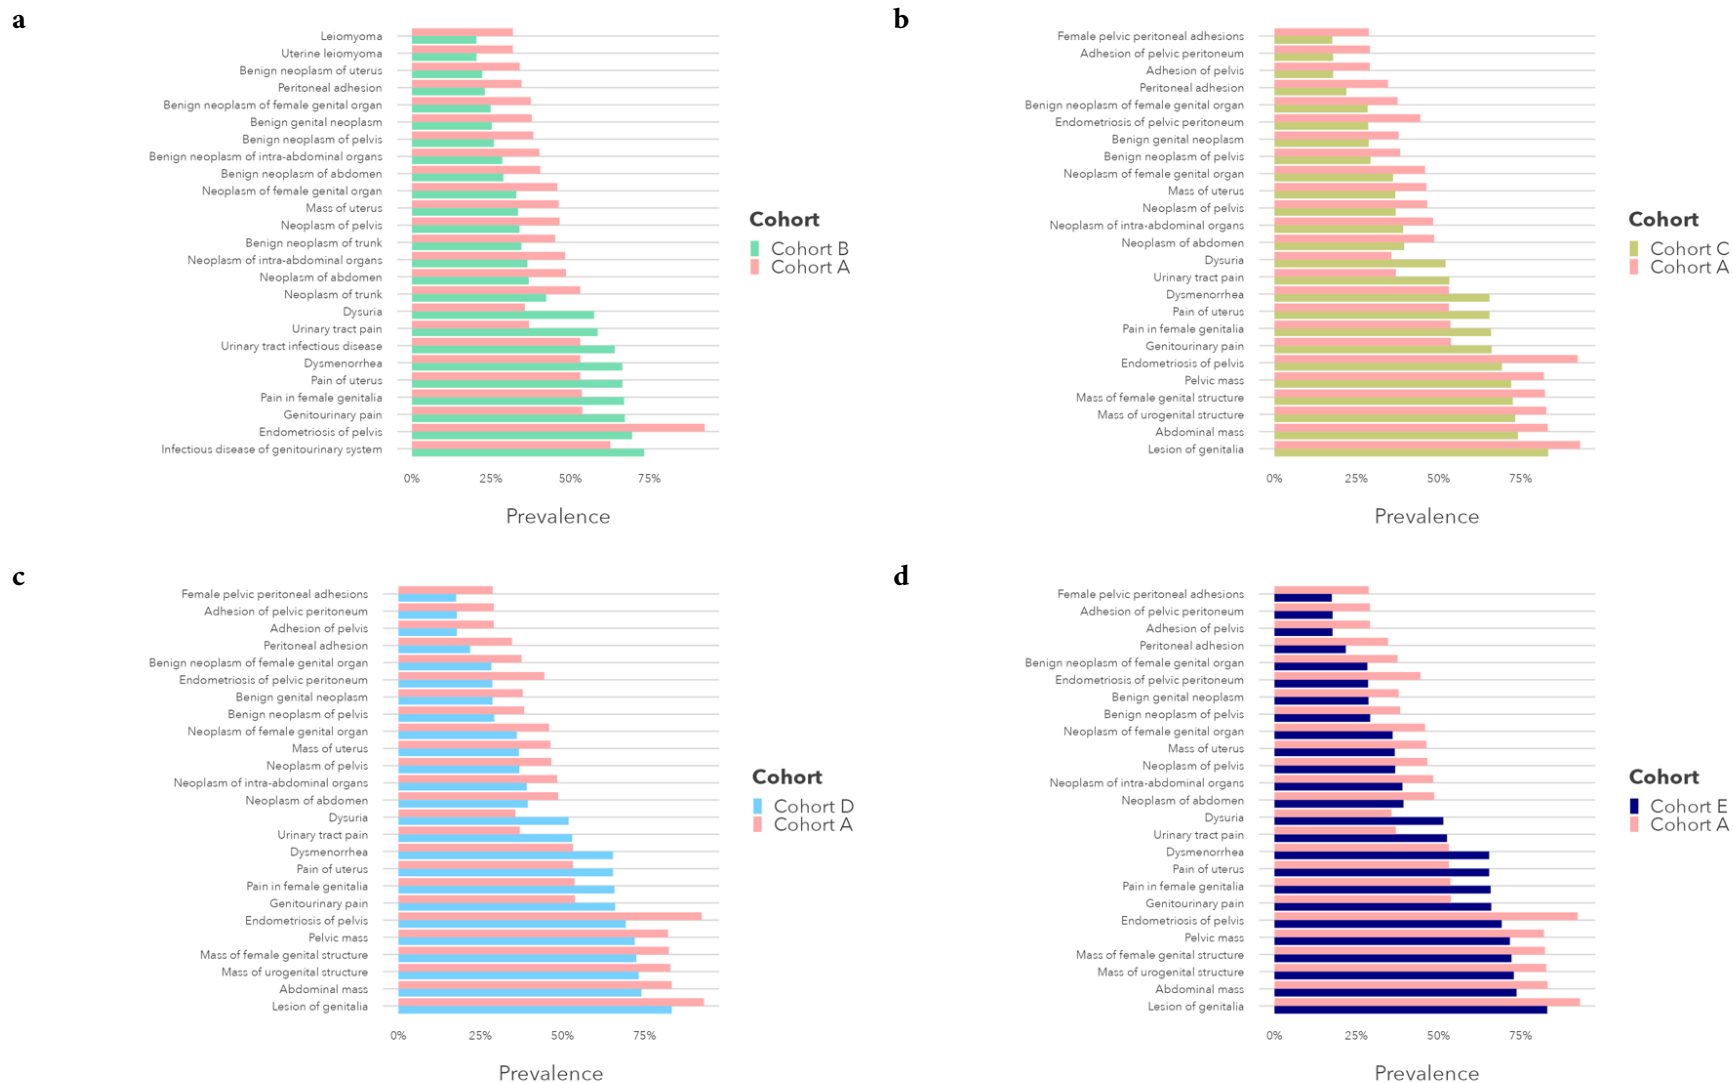 a
Leiomyoma
Uterine leiomyoma
Benign neoplasm of uterus
Peritoneal adhesion
Benign neoplasm of female genital organ
Benign genital neoplasm
Benign neoplasm of pelvis
Benign neoplasm of intra-abdominal organs
Benign neoplasm of abdomen
Neoplasm of female genital organ
Mass of uterus
Neoplasm of pelvis
Benign neoplasm of trunk
Neoplasm of intra-abdominal organs
Neoplasm of abdomen
Neoplasm of trunk
Dysuria
Urinary tract pain
Urinary tract infectious disease
Dysmenorrhea
Pain of uterus
Pain in female genitalia
Genitourinary pain
Endometriosis of pelvis
Infectious disease of genitourinary system
0% 25% 50% 75%
Prevalence
Cohort
Cohort B
Cohort A
b
Female pelvic peritoneal adhesions
Adhesion of pelvic peritoneum
Adhesion of pelvis
Peritoneal adhesion
Benign neoplasm of female genital organ
Endometriosis of pelvic peritoneum
Benign genital neoplasm
Benign neoplasm of pelvis
Neoplasm of female genital organ
Mass of uterus
Neoplasm of pelvis
Neoplasm of intra-abdominal organs
Neoplasm of abdomen
Dysuria
Urinary tract pain
Dysmenorrhea
Pain of uterus
Pain in female genitalia
Genitourinary pain
Endometriosis of pelvis
Pelvic mass
Mass of female genital structure
Mass of urogenital structure
Abdominal mass
Lesion of genitalia
0% 25% 50% 75%
Prevalence
Cohort
Cohort C
Cohort A
c
Female pelvic peritoneal adhesions
Adhesion of pelvic peritoneum
Adhesion of pelvis
Peritoneal adhesion
Benign neoplasm of female genital organ
Endometriosis of pelvic peritoneum
Benign genital neoplasm
Benign neoplasm of pelvis
Neoplasm of female genital organ
Mass of uterus
Neoplasm of pelvis
Neoplasm of intra-abdominal organs
Neoplasm of abdomen
Dysuria
Urinary tract pain
Dysmenorrhea
Pain of uterus
Pain in female genitalia
Genitourinary pain
Endometriosis of pelvis
Pelvic mass
Mass of female genital structure
Mass of urogenital structure
Abdominal mass
Lesion of genitalia
0% 25% 50% 75%
Prevalence
Cohort
Cohort D
Cohort A
d
Female pelvic peritoneal adhesions
Adhesion of pelvic peritoneum
Adhesion of pelvis
Peritoneal adhesion
Benign neoplasm of female genital organ
Endometriosis of pelvic peritoneum
Benign genital neoplasm
Benign neoplasm of pelvis
Neoplasm of female genital organ
Mass of uterus
Neoplasm of pelvis
Neoplasm of intra-abdominal organs
Neoplasm of abdomen
Dysuria
Urinary tract pain
Dysmenorrhea
Pain of uterus
Pain in female genitalia
Genitourinary pain
Endometriosis of pelvis
Pelvic mass
Mass of female genital structure
Mass of urogenital structure
Abdominal mass
Lesion of genitalia
0% 25% 50% 75%
Prevalence
Cohort
Cohort E
Cohort A